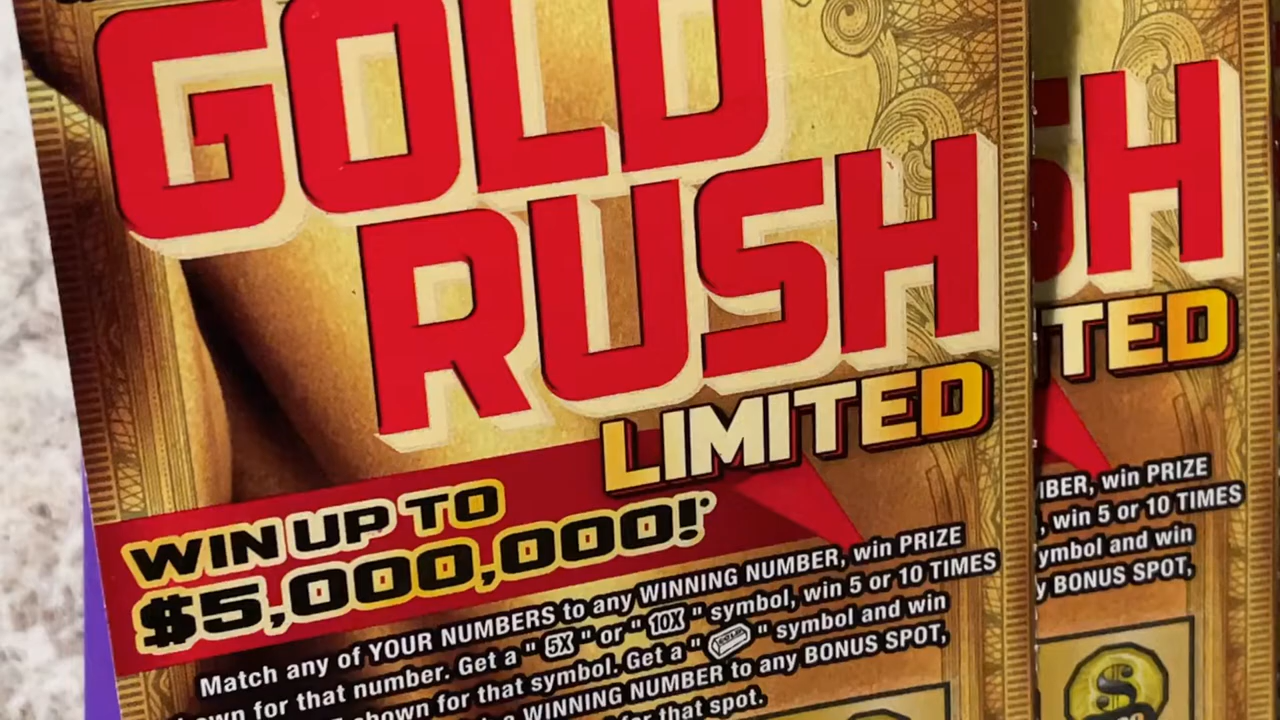 GOLD
RUSH
LIMITED
WIN UP TO
$5,000,000!*
Match any of YOUR NUMBERS to any WINNING NUMBER, win PRIZE
for that number. Get a " 5X " or " 10X " symbol, win 5 or 10 TIMES
shown for that symbol. Get a " GOLD " symbol and win
WINNING NUMBER to any BONUS SPOT,
for that spot.
SH
TED
IBER, win PRIZE
, win 5 or 10 TIMES
ymbol and win
y BONUS SPOT,
$